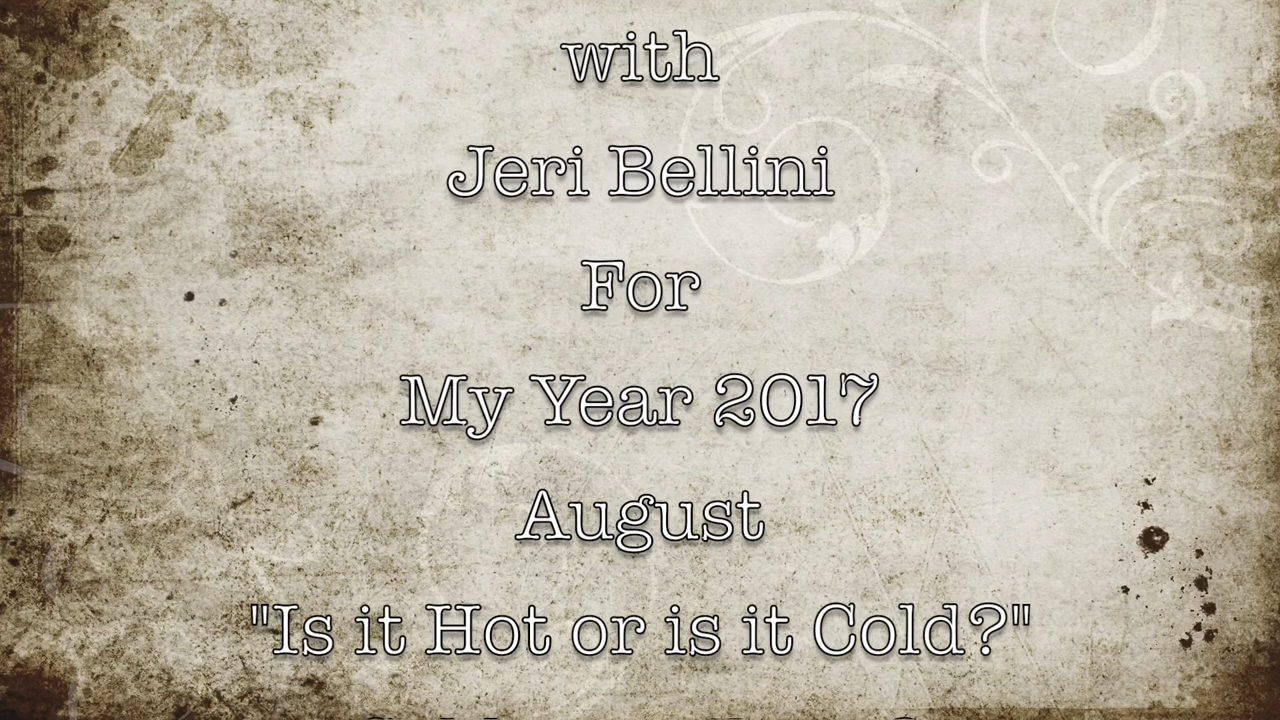 with
Jeri Bellini
For
My Year 2017
August
"Is it Hot or is it Cold?"